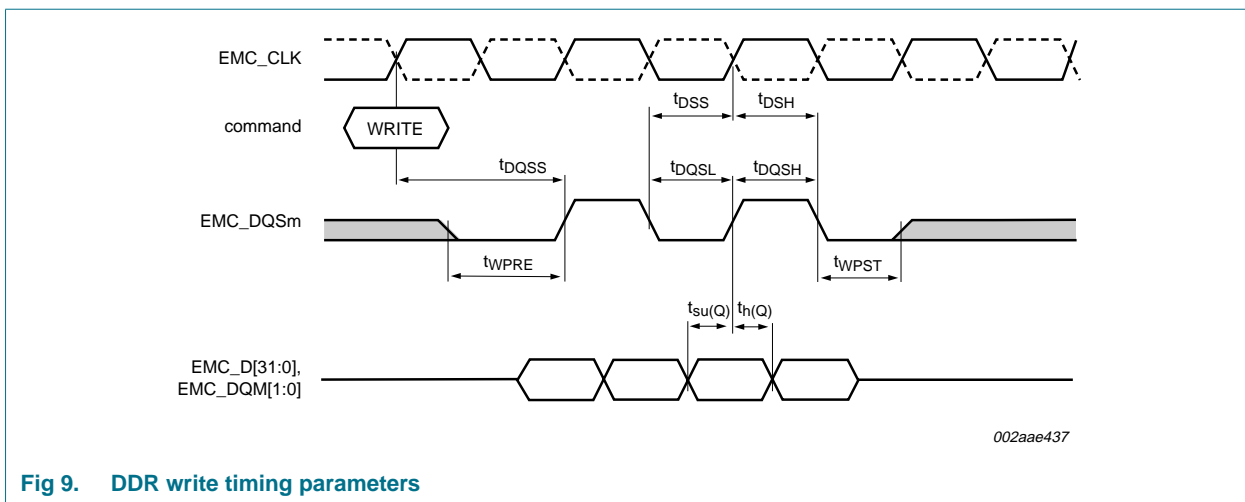 EMC_CLK
tDSS
tDSH
command
WRITE
tDQSS
tDQSL
tDQSH
EMC_DQSm
tWPRE
tWPST
tsu(Q)
th(Q)
EMC_D[31:0],
EMC_DQM[1:0]
002aae437
Fig 9. DDR write timing parameters